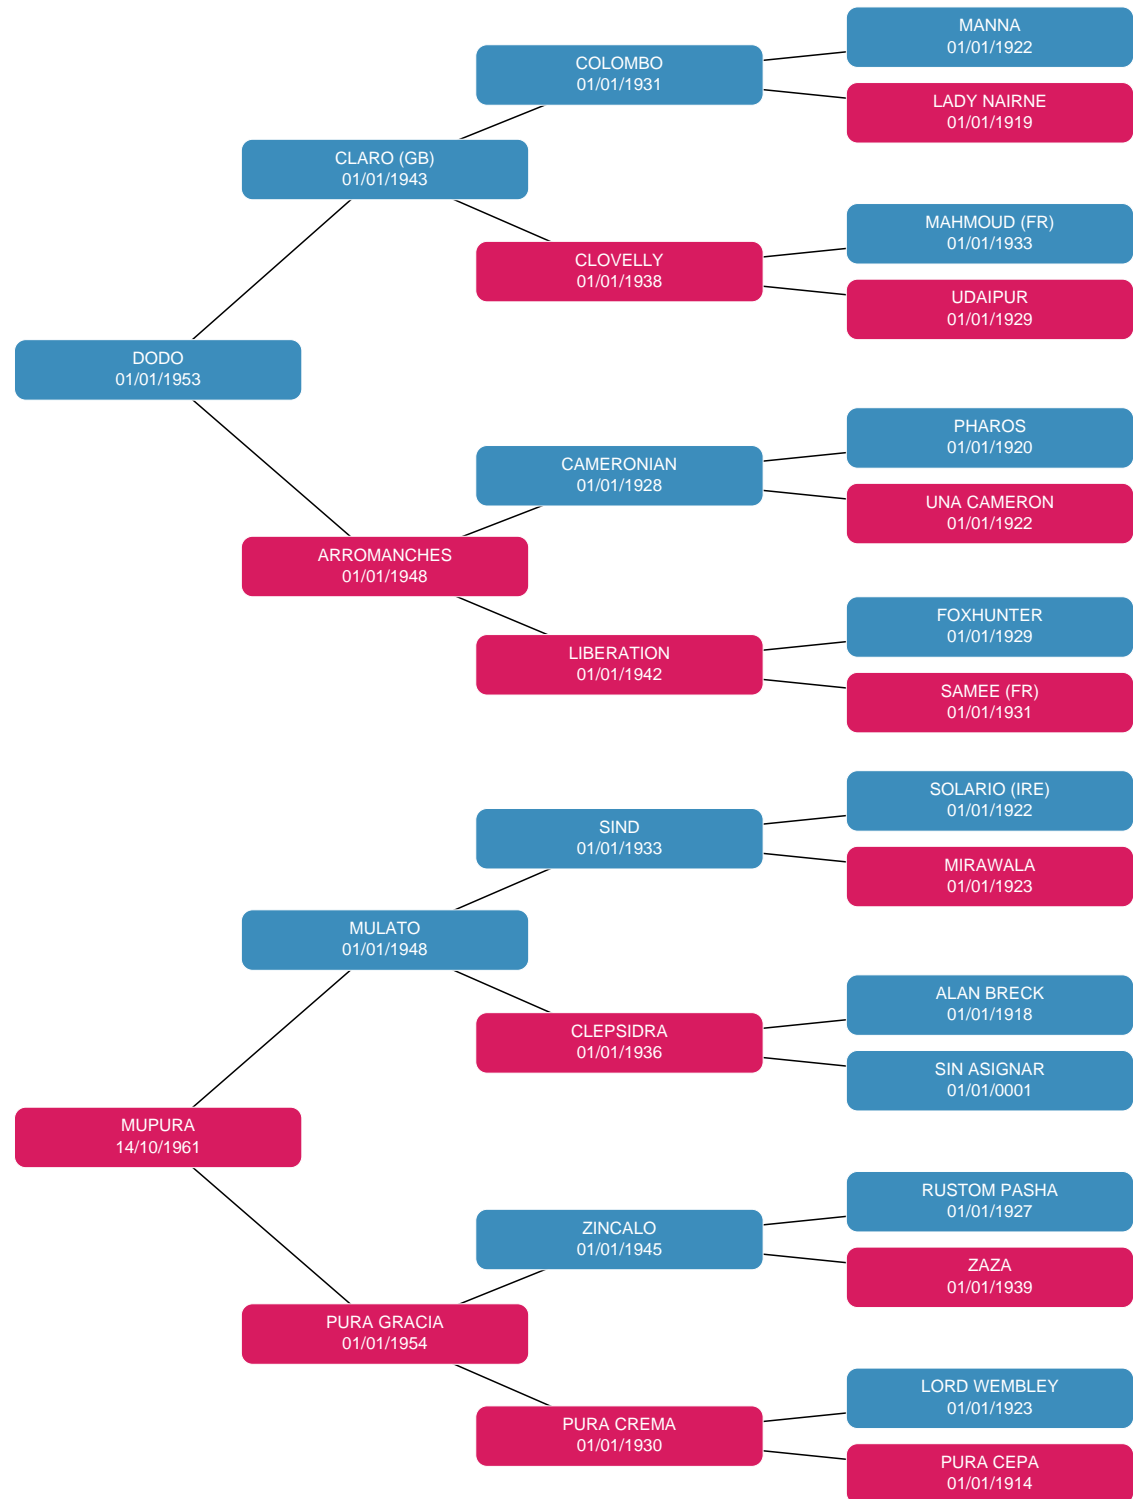 MANNA
01/01/1922
COLOMBO
01/01/1931
LADY NAIRNE
01/01/1919
CLARO (GB)
01/01/1943
MAHMOUD (FR)
01/01/1933
CLOVELLY
01/01/1938
UDAIPUR
01/01/1929
DODO
01/01/1953
PHAROS
01/01/1920
CAMERONIAN
01/01/1928
UNA CAMERON
01/01/1922
ARROMANCHES
01/01/1948
FOXHUNTER
01/01/1929
LIBERATION
01/01/1942
SAMEE (FR)
01/01/1931
SOLARIO (IRE)
01/01/1922
SIND
01/01/1933
MIRAWALA
01/01/1923
MULATO
01/01/1948
ALAN BRECK
01/01/1918
CLEPSIDRA
01/01/1936
SIN ASIGNAR
01/01/0001
MUPURA
14/10/1961
RUSTOM PASHA
01/01/1927
ZINCALO
01/01/1945
ZAZA
01/01/1939
PURA GRACIA
01/01/1954
LORD WEMBLEY
01/01/1923
PURA CREMA
01/01/1930
PURA CEPA
01/01/1914